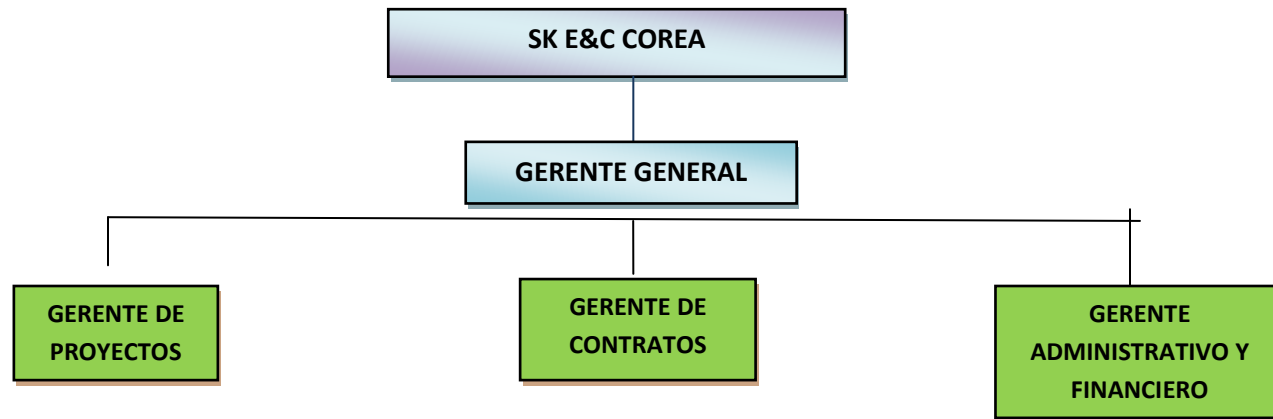 SK E&C COREA
GERENTE GENERAL
GERENTE DE
PROYECTOS
GERENTE DE
CONTRATOS
GERENTE
ADMINISTRATIVO Y
FINANCIERO